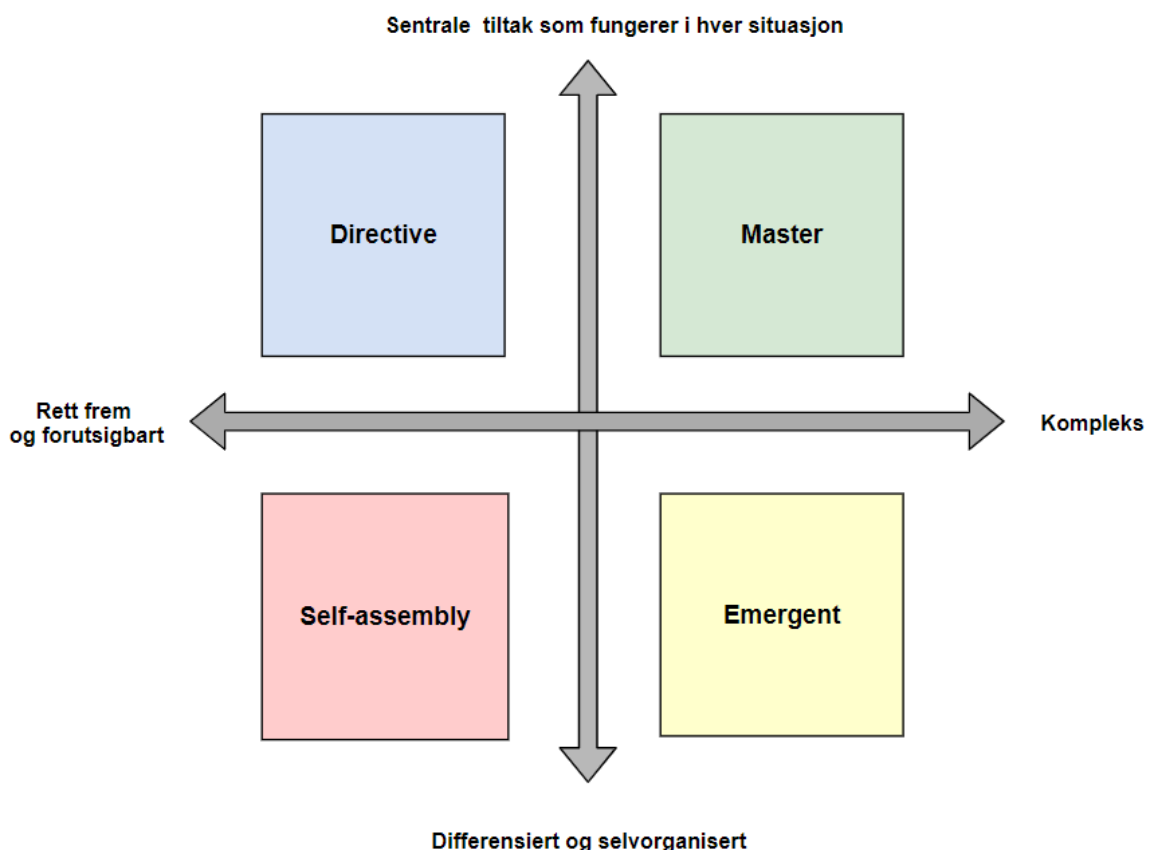 Sentrale  tiltak som fungerer i hver situasjon
Directive
Master
Rett frem
og forutsigbart
Kompleks
Self-assembly
Emergent
Differensiert og selvorganisert